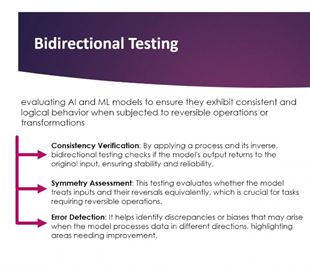 Bidirectional Testing
evaluating AI and ML models to ensure they exhibit consistent and
logical behavior when subjected to reversible operations or
transformations
Consistency Verification: By applying a process and its inverse,
bidirectional testing checks if the model's output returns to the
original input, ensuring stability and reliability.
Symmetry Assessment: This testing evaluates whether the model
treats inputs and their reversals equivalently, which is crucial for tasks
requiring reversible operations.
Error Detection: It helps identify discrepancies or biases that may arise
when the model processes data in different directions, highlighting
areas needing improvement.